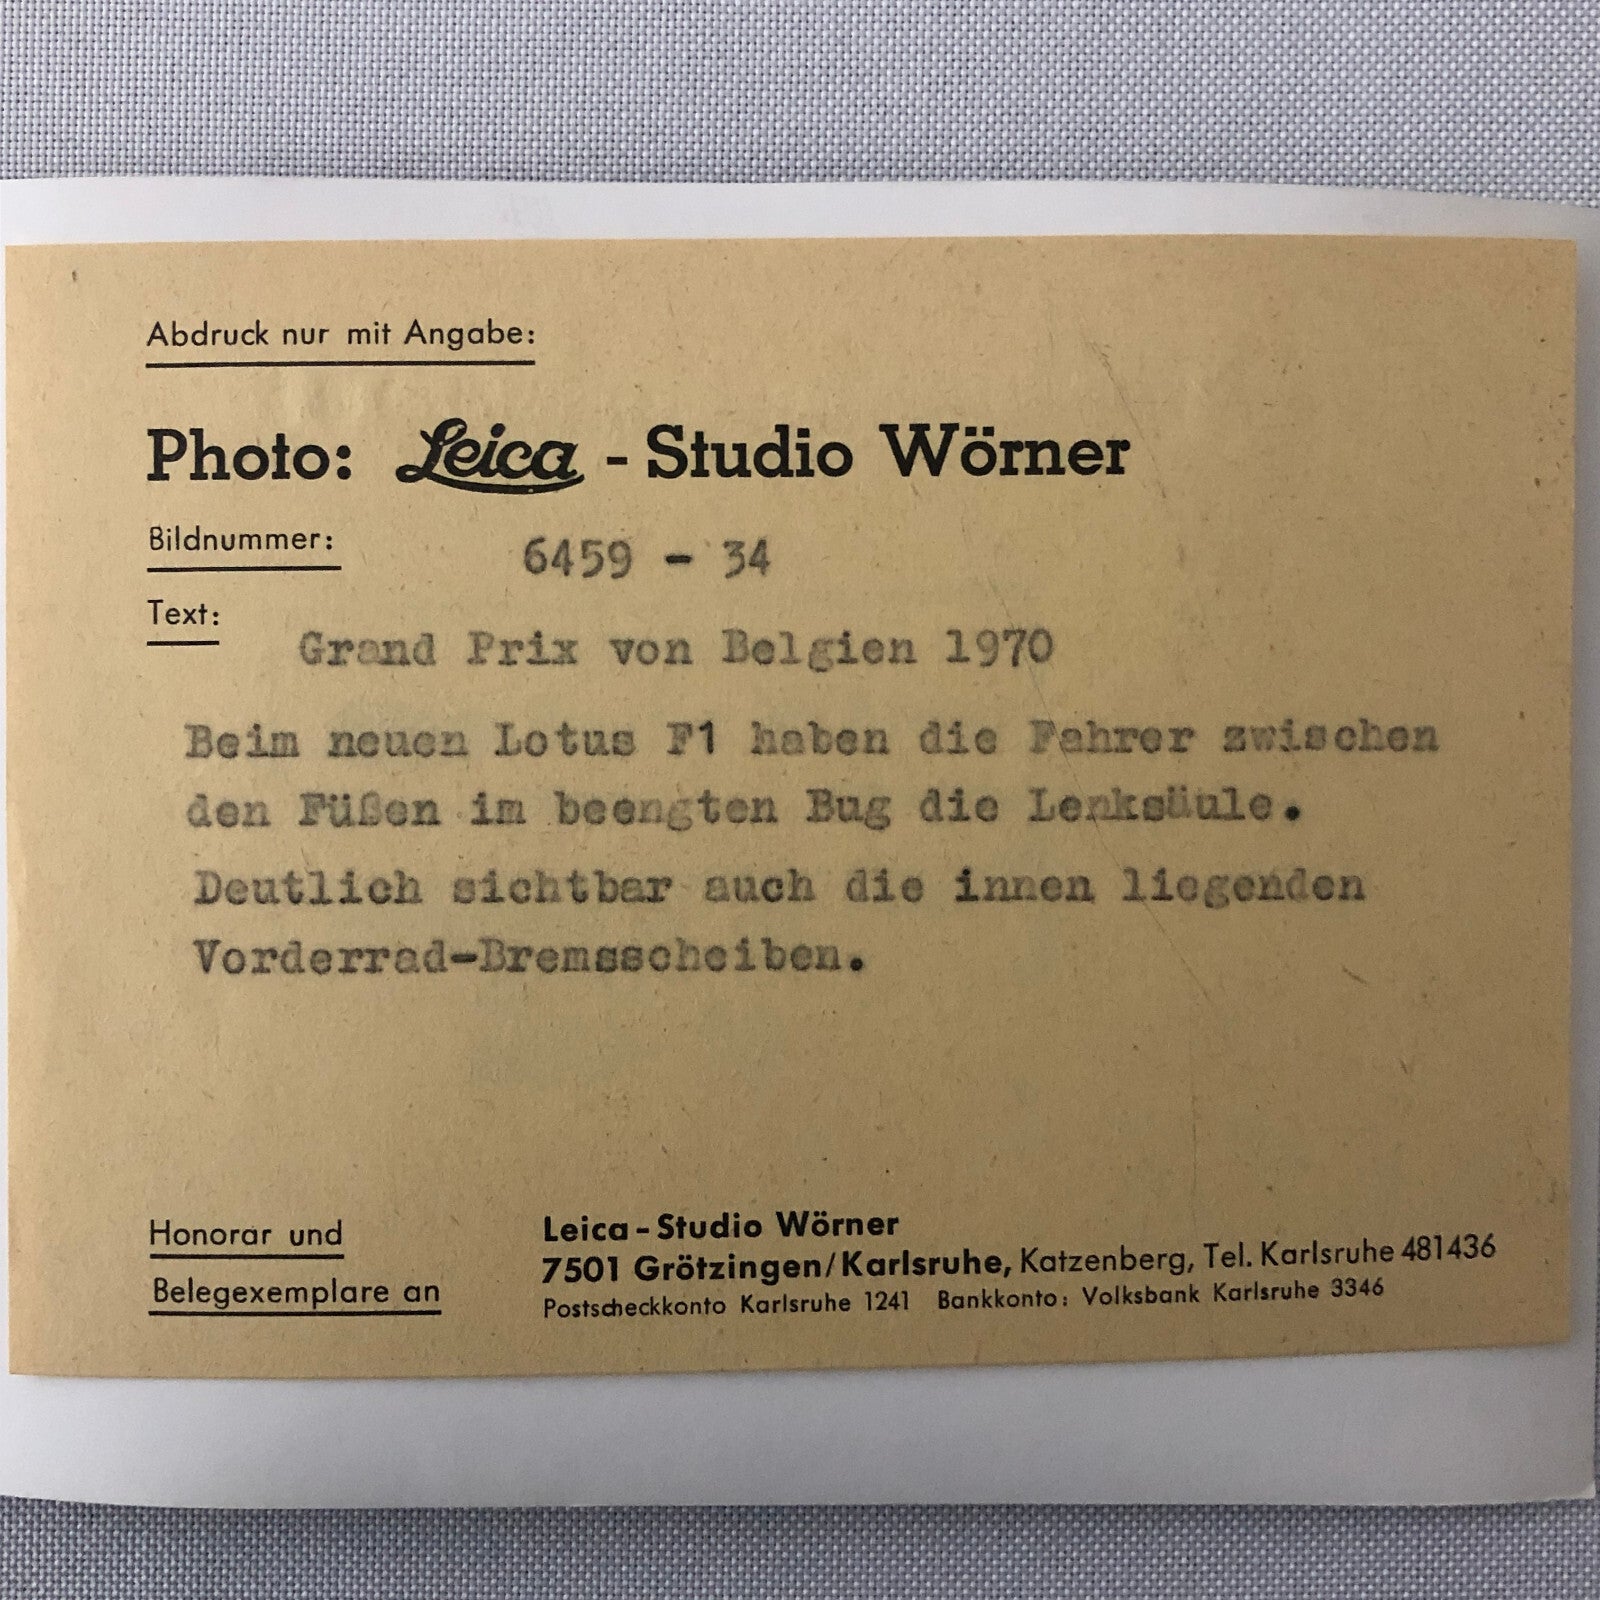 Abdruck nur mit Angabe:
Photo: Leica - Studio Wörner
Bildnummer: 6459 - 34
Text:
Grand Prix von Belgien 1970
Beim neuen Lotus F1 haben die Fahrer zwischen
den Füßen im beengten Bug die Lenksäule.
Deutlich sichtbar auch die innen liegenden
Vorderrad-Bremsscheiben.
Honorar und
Belegexemplare an
Leica - Studio Wörner
7501 Grötzingen/Karlsruhe, Katzenberg, Tel. Karlsruhe 481436
Postscheckkonto Karlsruhe 1241 Bankkonto: Volksbank Karlsruhe 3346